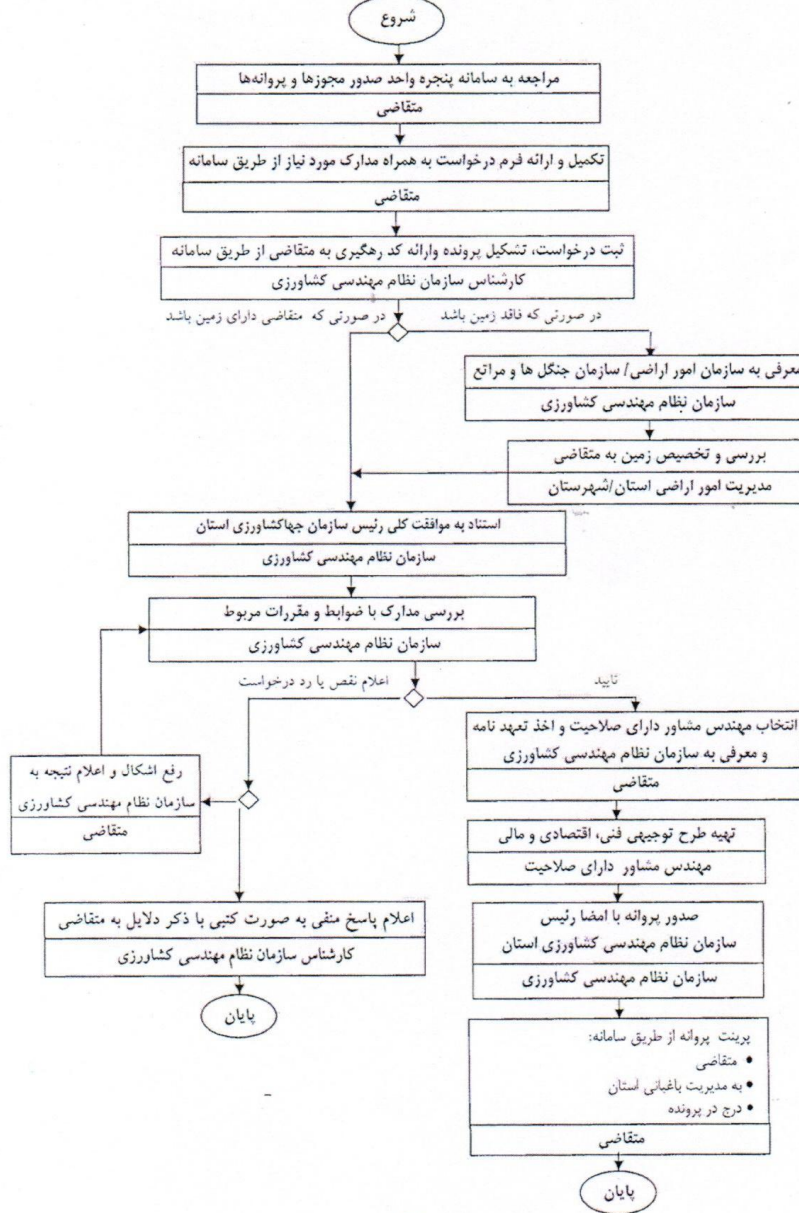 شروع
مراجعه به سامانه پنجره واحد صدور مجوزها و پروانه‌ها
متقاضی
تکمیل و ارائه فرم درخواست به همراه مدارک مورد نیاز از طریق سامانه
متقاضی
ثبت درخواست، تشکیل پرونده وارائه کد رهگیری به متقاضی از طریق سامانه
کارشناس سازمان نظام مهندسی کشاورزی
در صورتی که فاقد زمین باشد
در صورتی که متقاضی دارای زمین باشد
معرفی به سازمان امور اراضی/ سازمان جنگل ها و مراتع
سازمان نظام مهندسی کشاورزی
بررسی و تخصیص زمین به متقاضی
مدیریت امور اراضی استان/شهرستان
استناد به موافقت کلی رئیس سازمان جهاکشاورزی استان
سازمان نظام مهندسی کشاورزی
بررسی مدارک با ضوابط و مقررات مربوط
سازمان نظام مهندسی کشاورزی
تایید
اعلام نقص یا رد درخواست
انتخاب مهندس مشاور دارای صلاحیت و اخذ تعهد نامه
و معرفی به سازمان نظام مهندسی کشاورزی
متقاضی
رفع اشکال و اعلام نتیجه به
سازمان نظام مهندسی کشاورزی
متقاضی
تهیه طرح توجیهی فنی، اقتصادی و مالی
مهندس مشاور دارای صلاحیت
اعلام پاسخ منفی به صورت کتبی با ذکر دلایل به متقاضی
کارشناس سازمان نظام مهندسی کشاورزی
پایان
صدور پروانه با امضا رئیس
سازمان نظام مهندسی کشاورزی استان
سازمان نظام مهندسی کشاورزی
پرینت پروانه از طریق سامانه:
• متقاضی
• به مدیریت باغبانی استان
• درج در پرونده
متقاضی
پایان